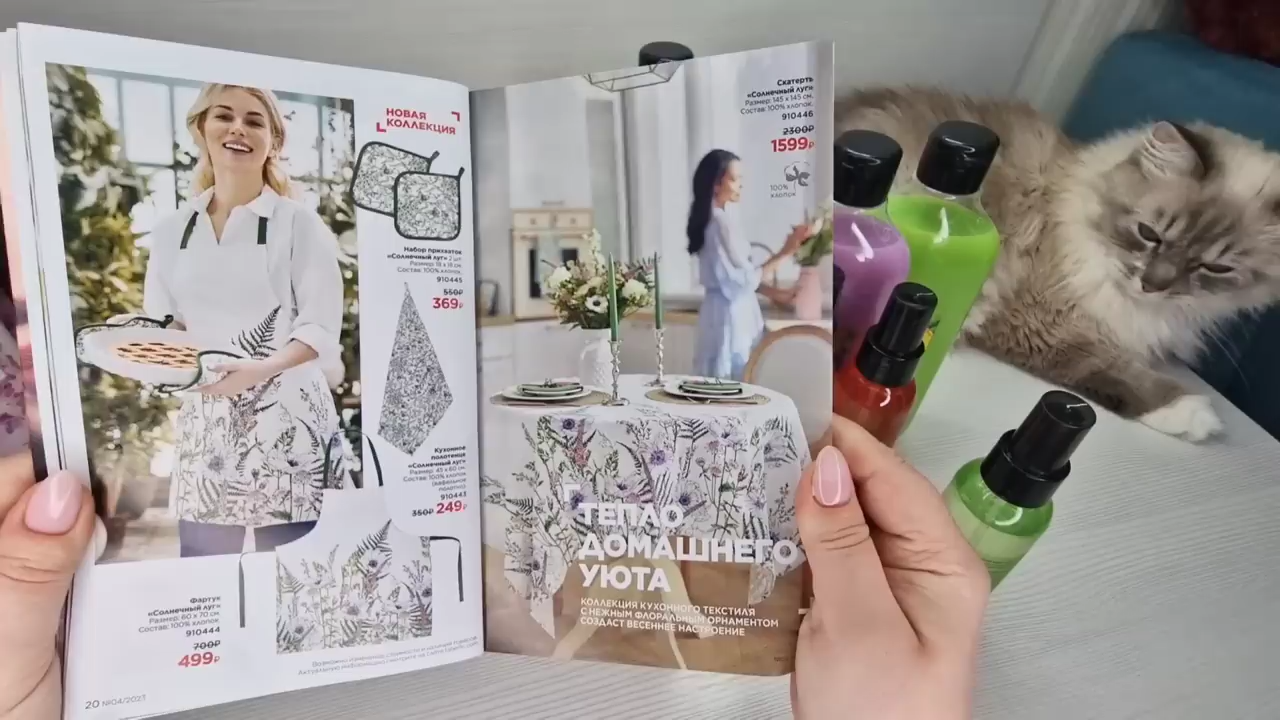 НОВАЯ
КОЛЛЕКЦИЯ
Набор прихваток
«Солнечный луг» 2 шт.
Размер: 18 х 18 см.
Состав: 100% хлопок.
910445
550₽
369₽
Кухонное
полотенце
«Солнечный луг»
Размер: 45 х 60 см.
Состав: 100% хлопок
(вафельное
полотно).
910443
350₽ 249₽
Фартук
«Солнечный луг»
Размер: 60 х 70 см.
Состав: 100% хлопок.
910444
700₽
499₽
20 №04/2023
Скатерть
«Солнечный луг»
Размер: 145 х 145 см.
Состав: 100% хлопок.
910446
2300₽
1599₽
100%
хлопок
ТЕПЛО
ДОМАШНЕГО
УЮТА
КОЛЛЕКЦИЯ КУХОННОГО ТЕКСТИЛЯ
С НЕЖНЫМ ФЛОРАЛЬНЫМ ОРНАМЕНТОМ
СОЗДАСТ ВЕСЕННЕЕ НАСТРОЕНИЕ